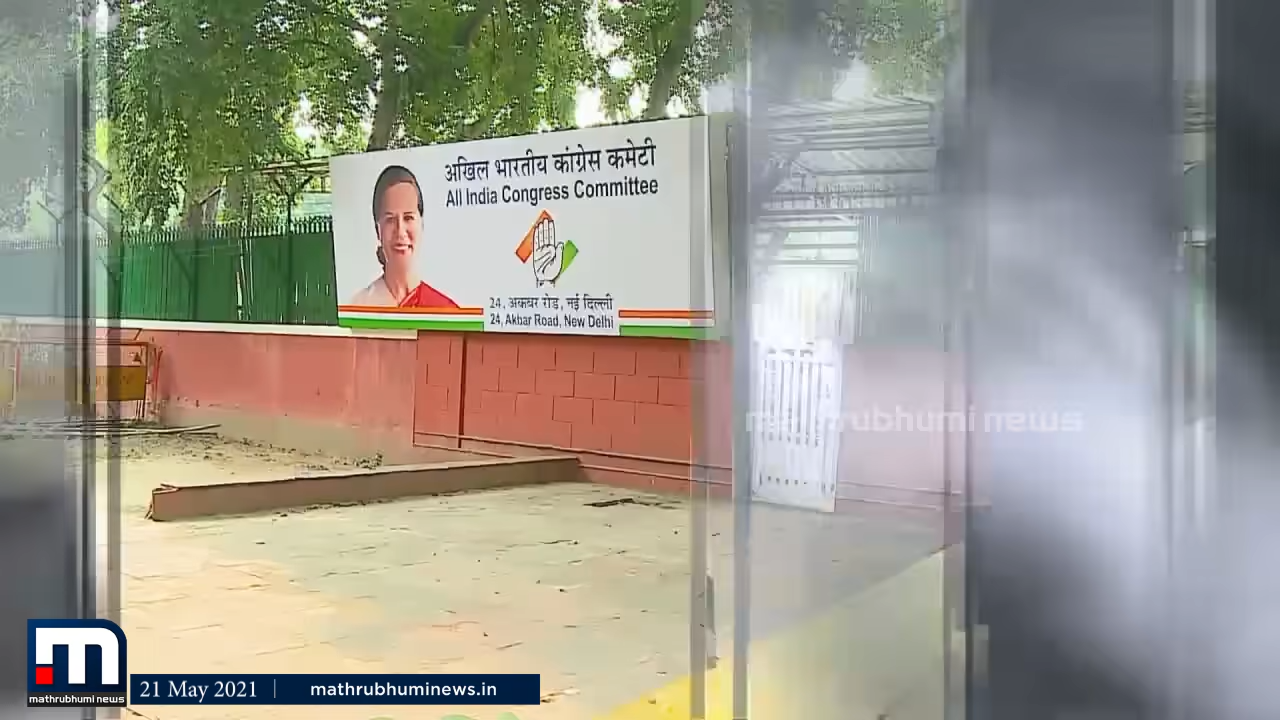 अखिल भारतीय कांग्रेस कमेटी
All India Congress Committee
24, अकबर रोड, नई दिल्ली
24, Akbar Road, New Delhi
mathrubhumi news
m
mathrubhumi news
21 May 2021
mathrubhuminews.in